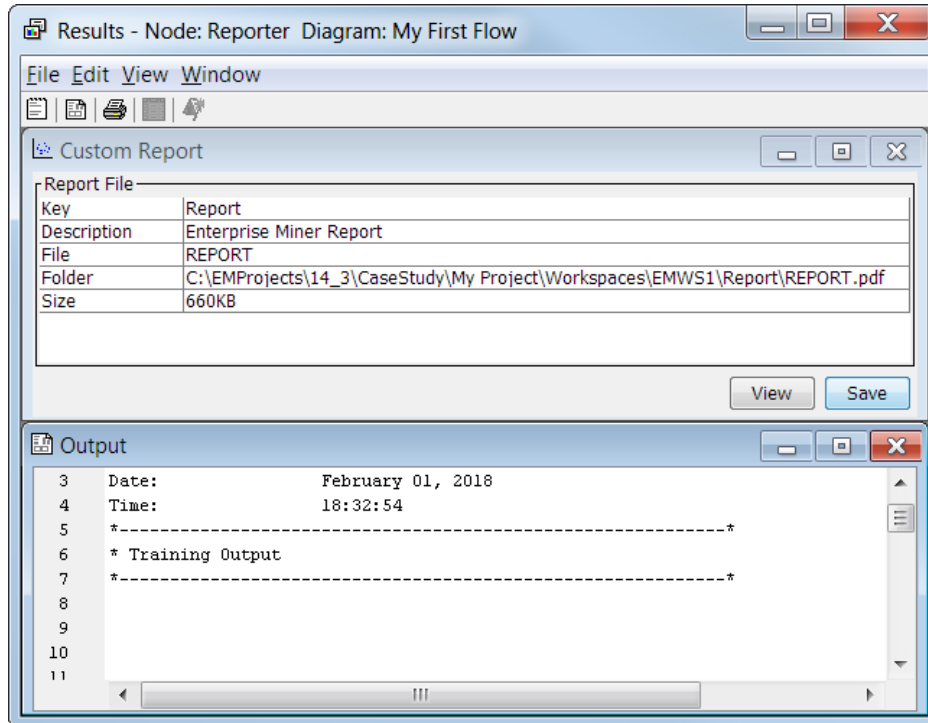 Results - Node: Reporter  Diagram: My First Flow
File Edit View Window
Custom Report
Report File
Key Report
Description Enterprise Miner Report
File REPORT
Folder C:\EMProjects\14_3\CaseStudy\My Project\Workspaces\EMWS1\Report\REPORT.pdf
Size 660KB
View Save
Output
3 Date: February 01, 2018
4 Time: 18:32:54
5 *------------------------------------------------------------*
6 * Training Output
7 *------------------------------------------------------------*
8
9
10
11